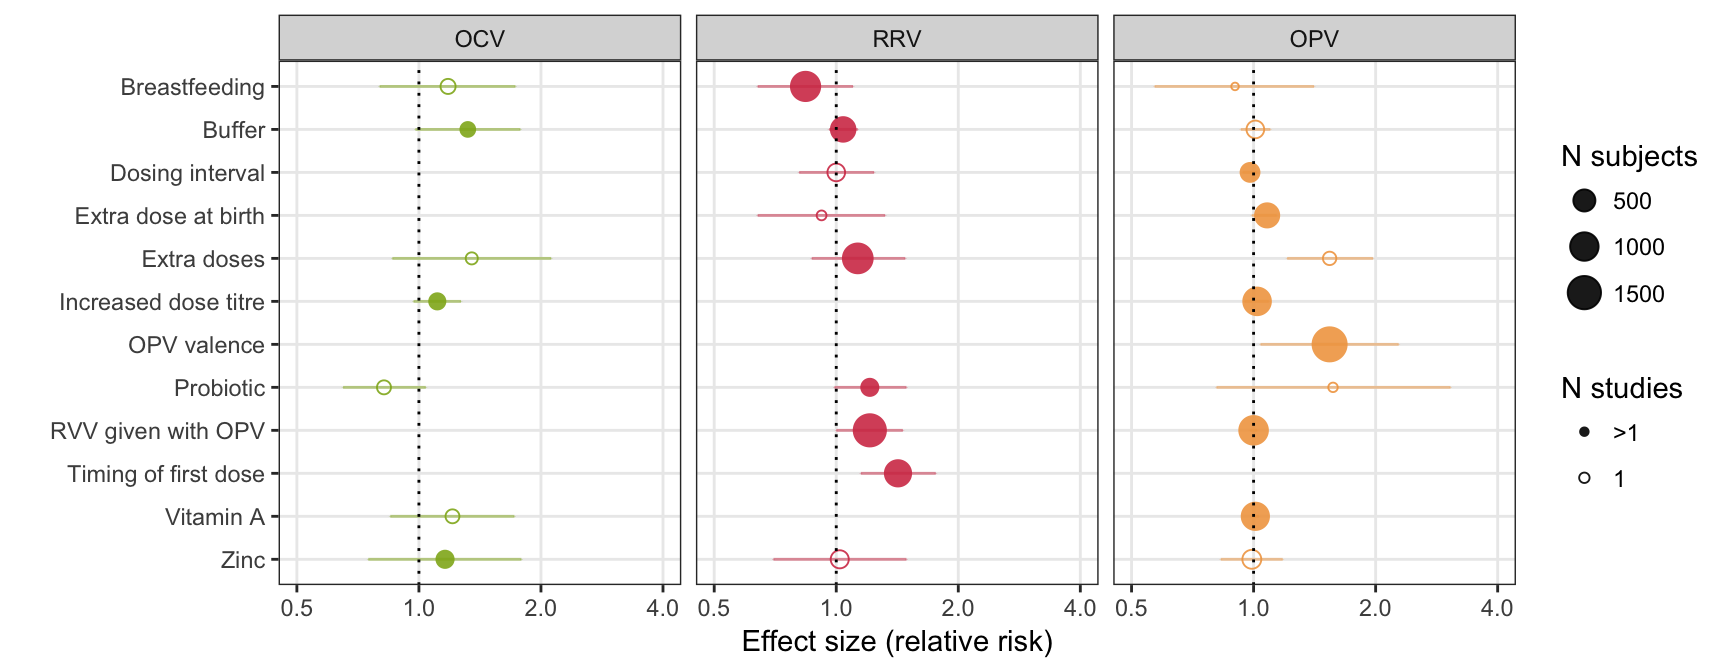 OCV RRV OPV
Breastfeeding
Buffer
Dosing interval
Extra dose at birth
Extra doses
Increased dose titre
OPV valence
Probiotic
RVV given with OPV
Timing of first dose
Vitamin A
Zinc
0.5 1.0 2.0 4.0 0.5 1.0 2.0 4.0 0.5 1.0 2.0 4.0
Effect size (relative risk)
N subjects
500
1000
1500
N studies
>1
1